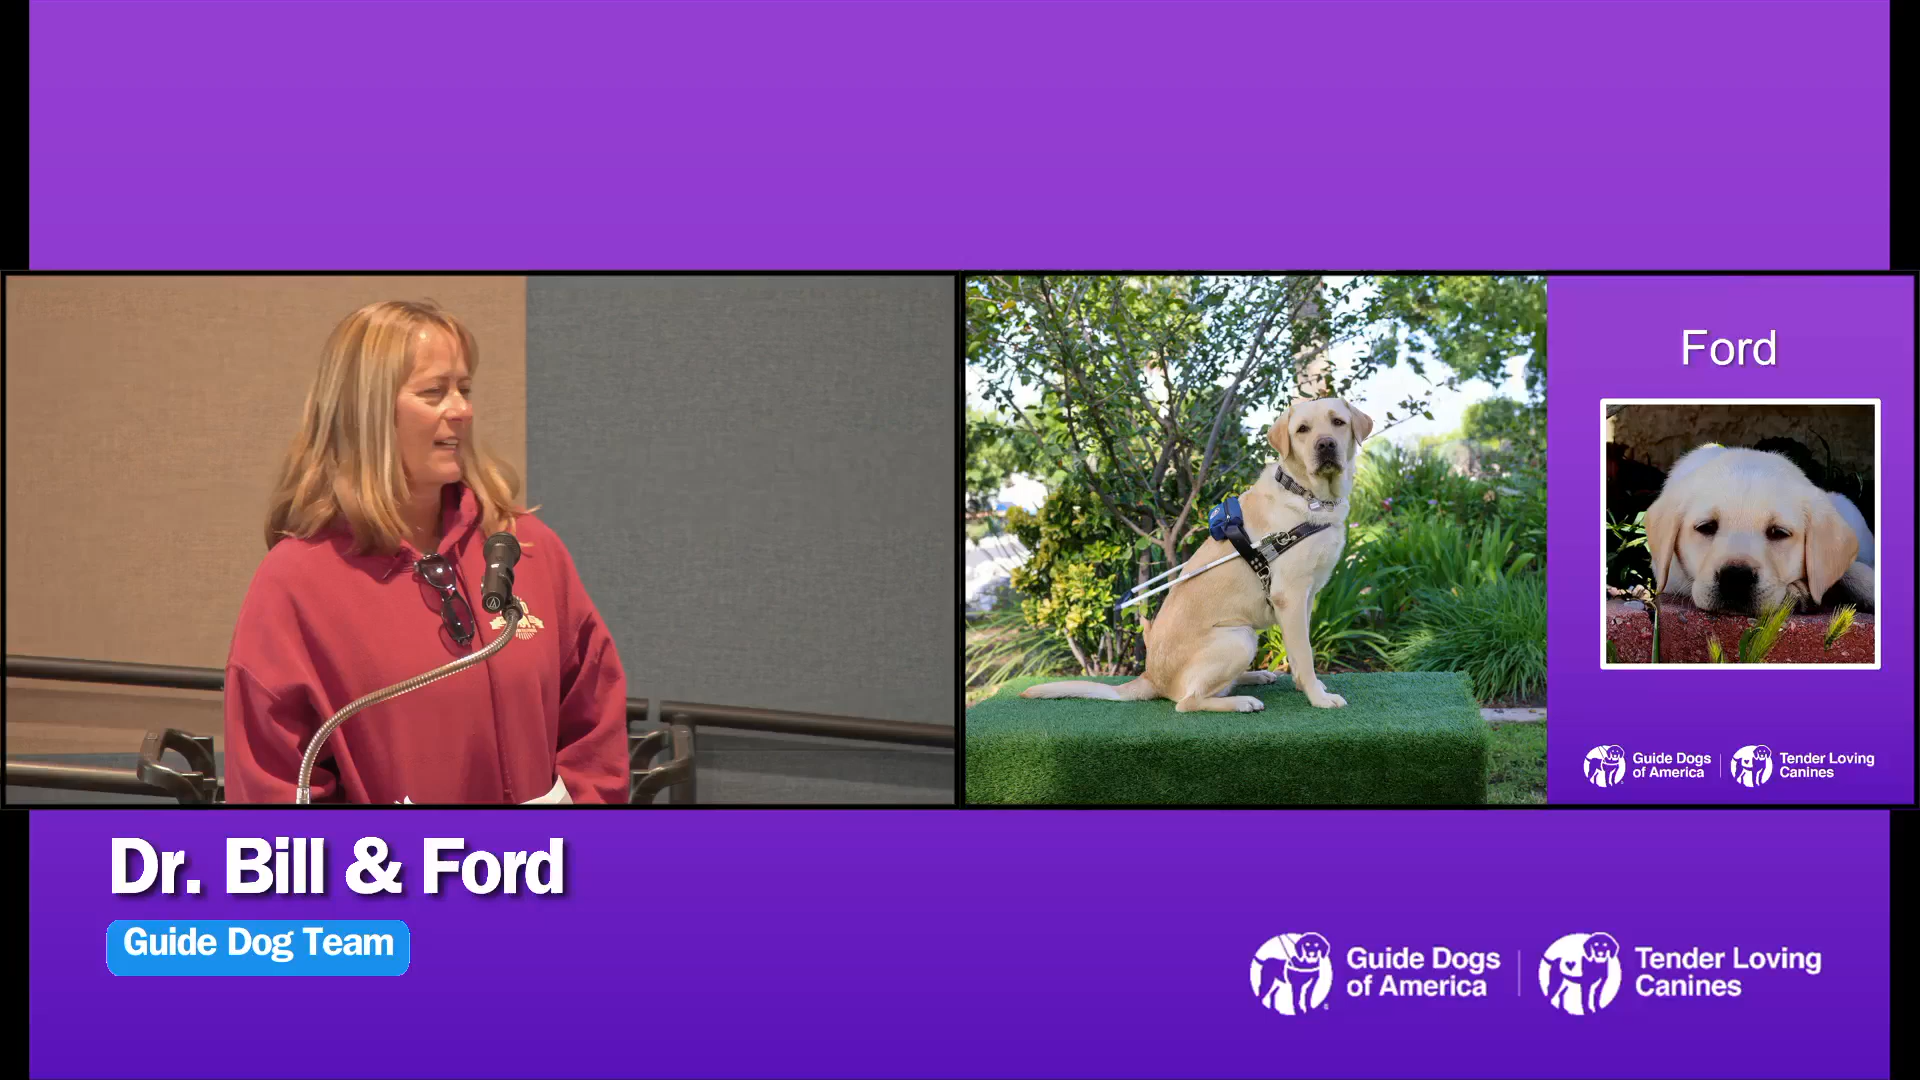 Ford
Guide Dogs
of America
Tender Loving
Canines
Dr. Bill & Ford
Guide Dog Team
Guide Dogs
of America
Tender Loving
Canines